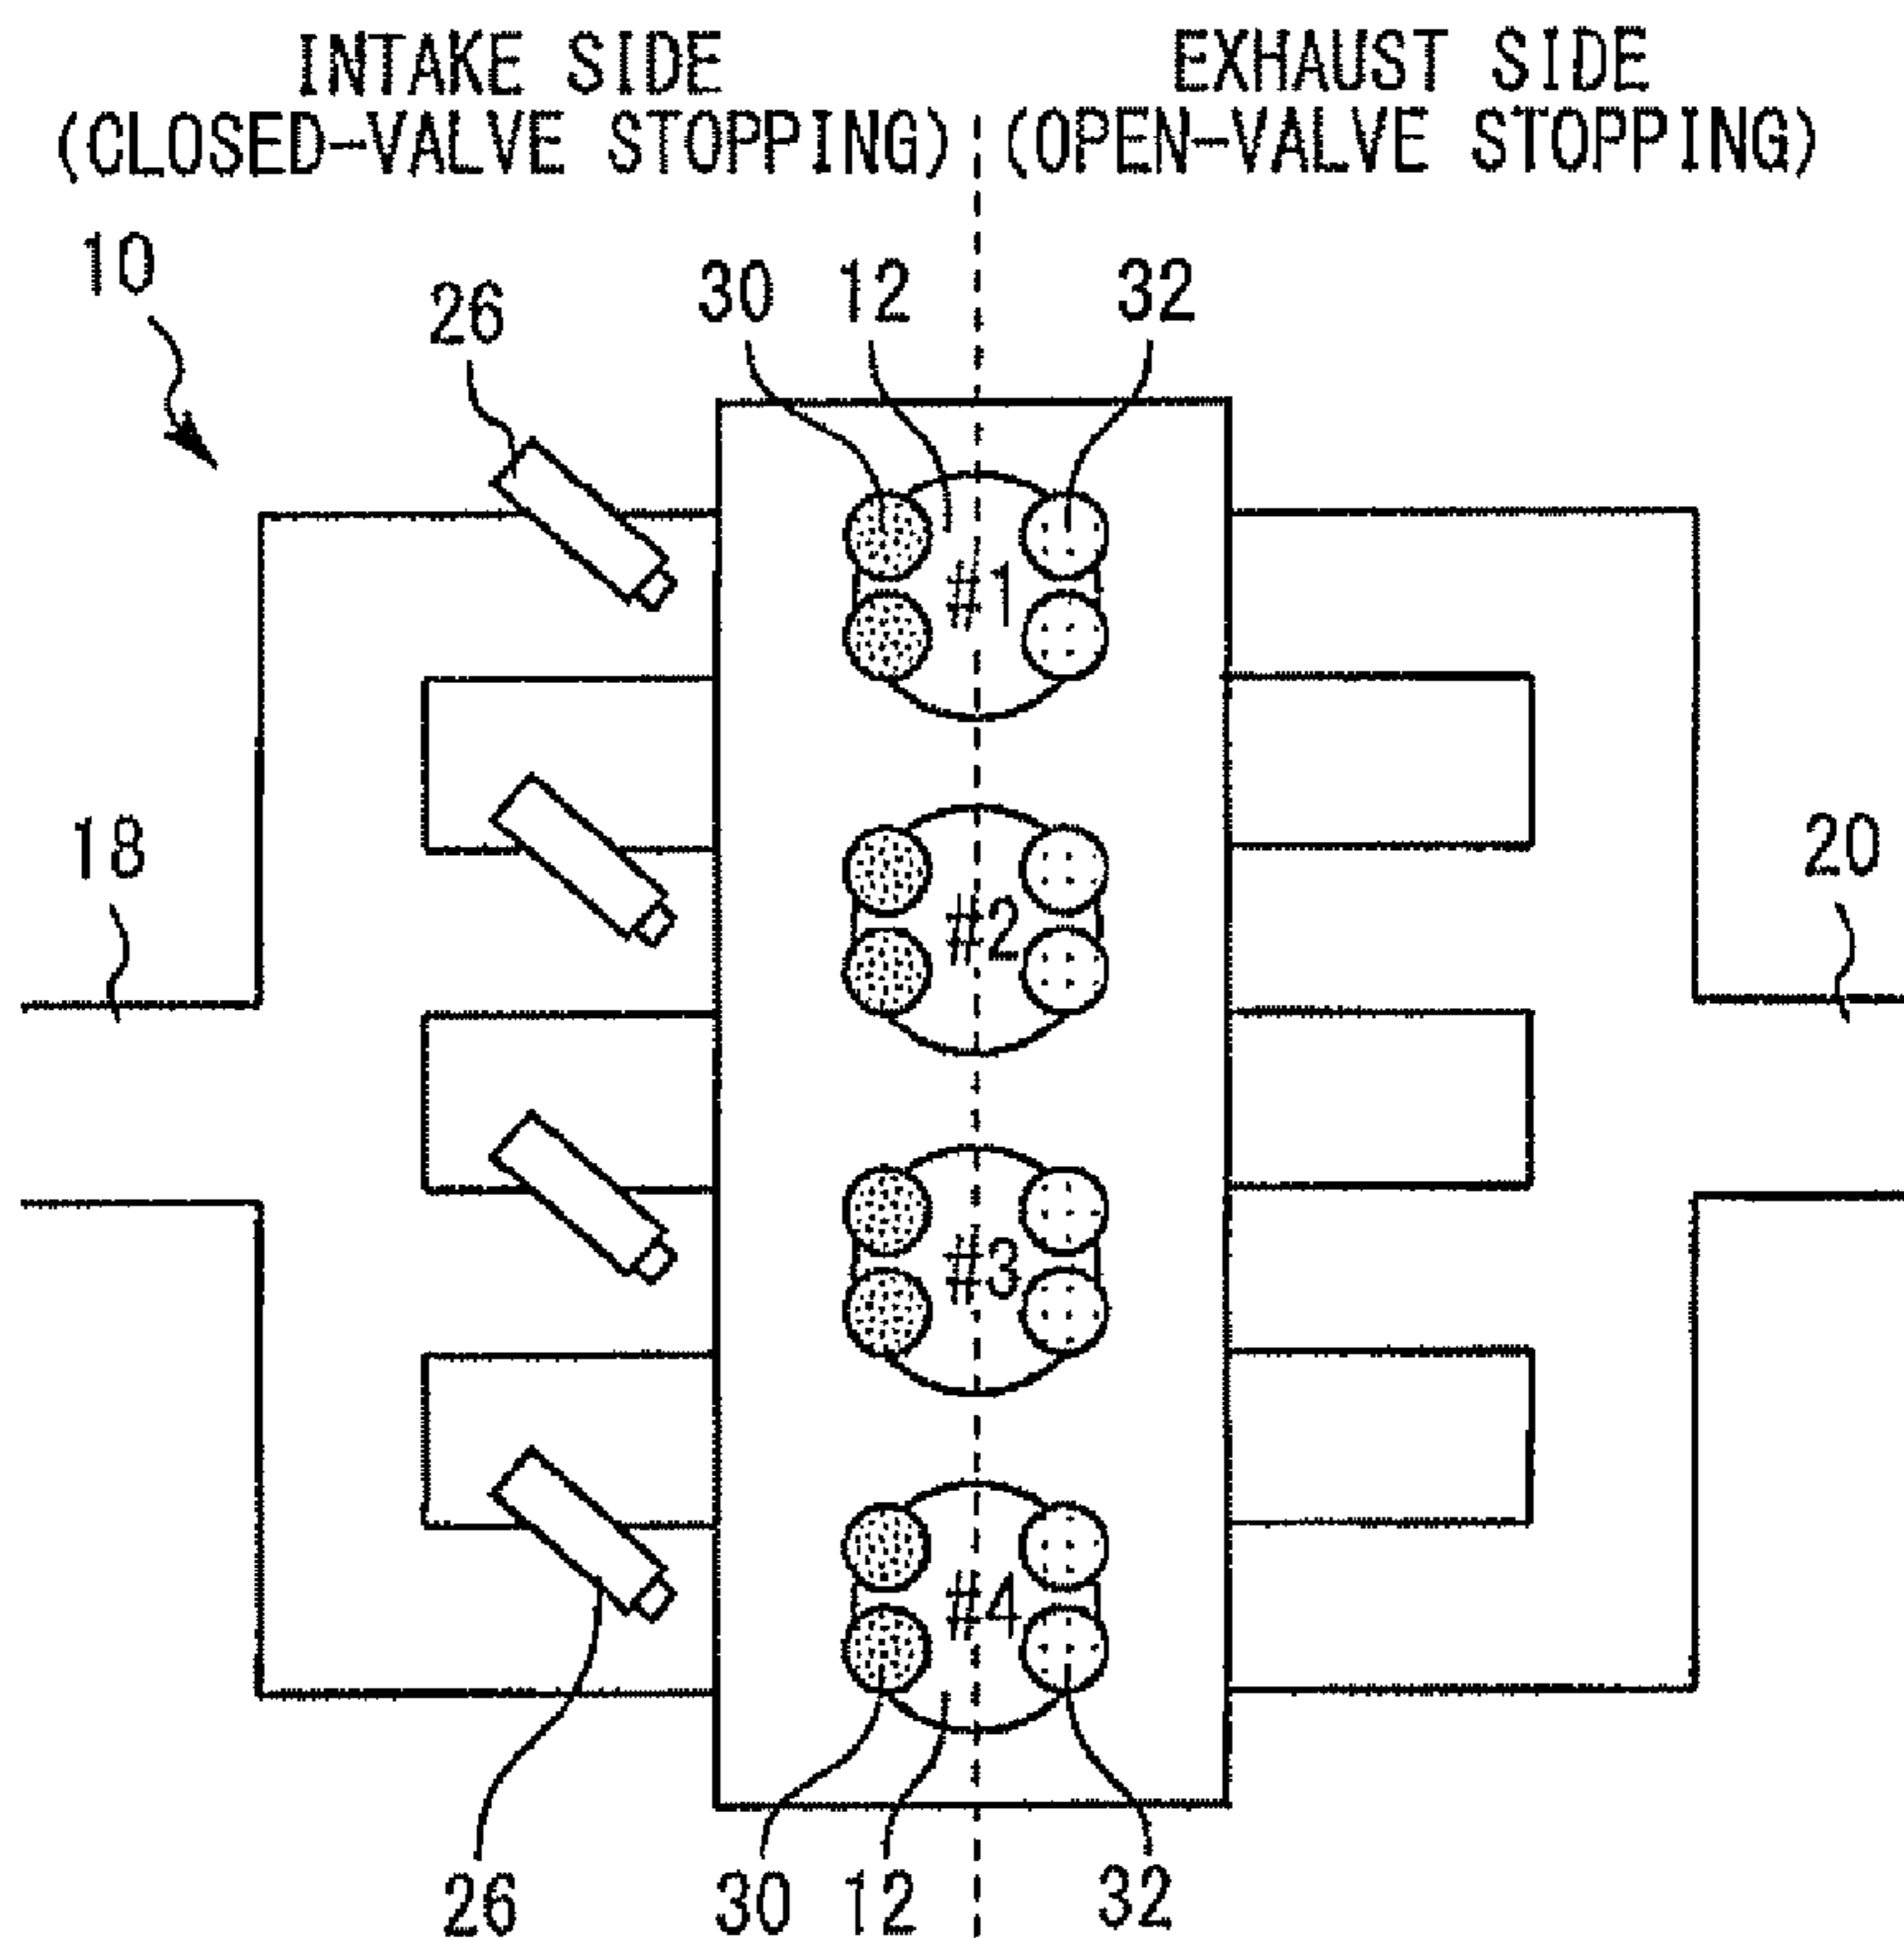 INTAKE SIDE EXHAUST SIDE
(CLOSED-VALVE STOPPING) (OPEN-VALVE STOPPING)
10
26 30 12 32
#1
18 #2 20
#3
#4
26 30 12 32